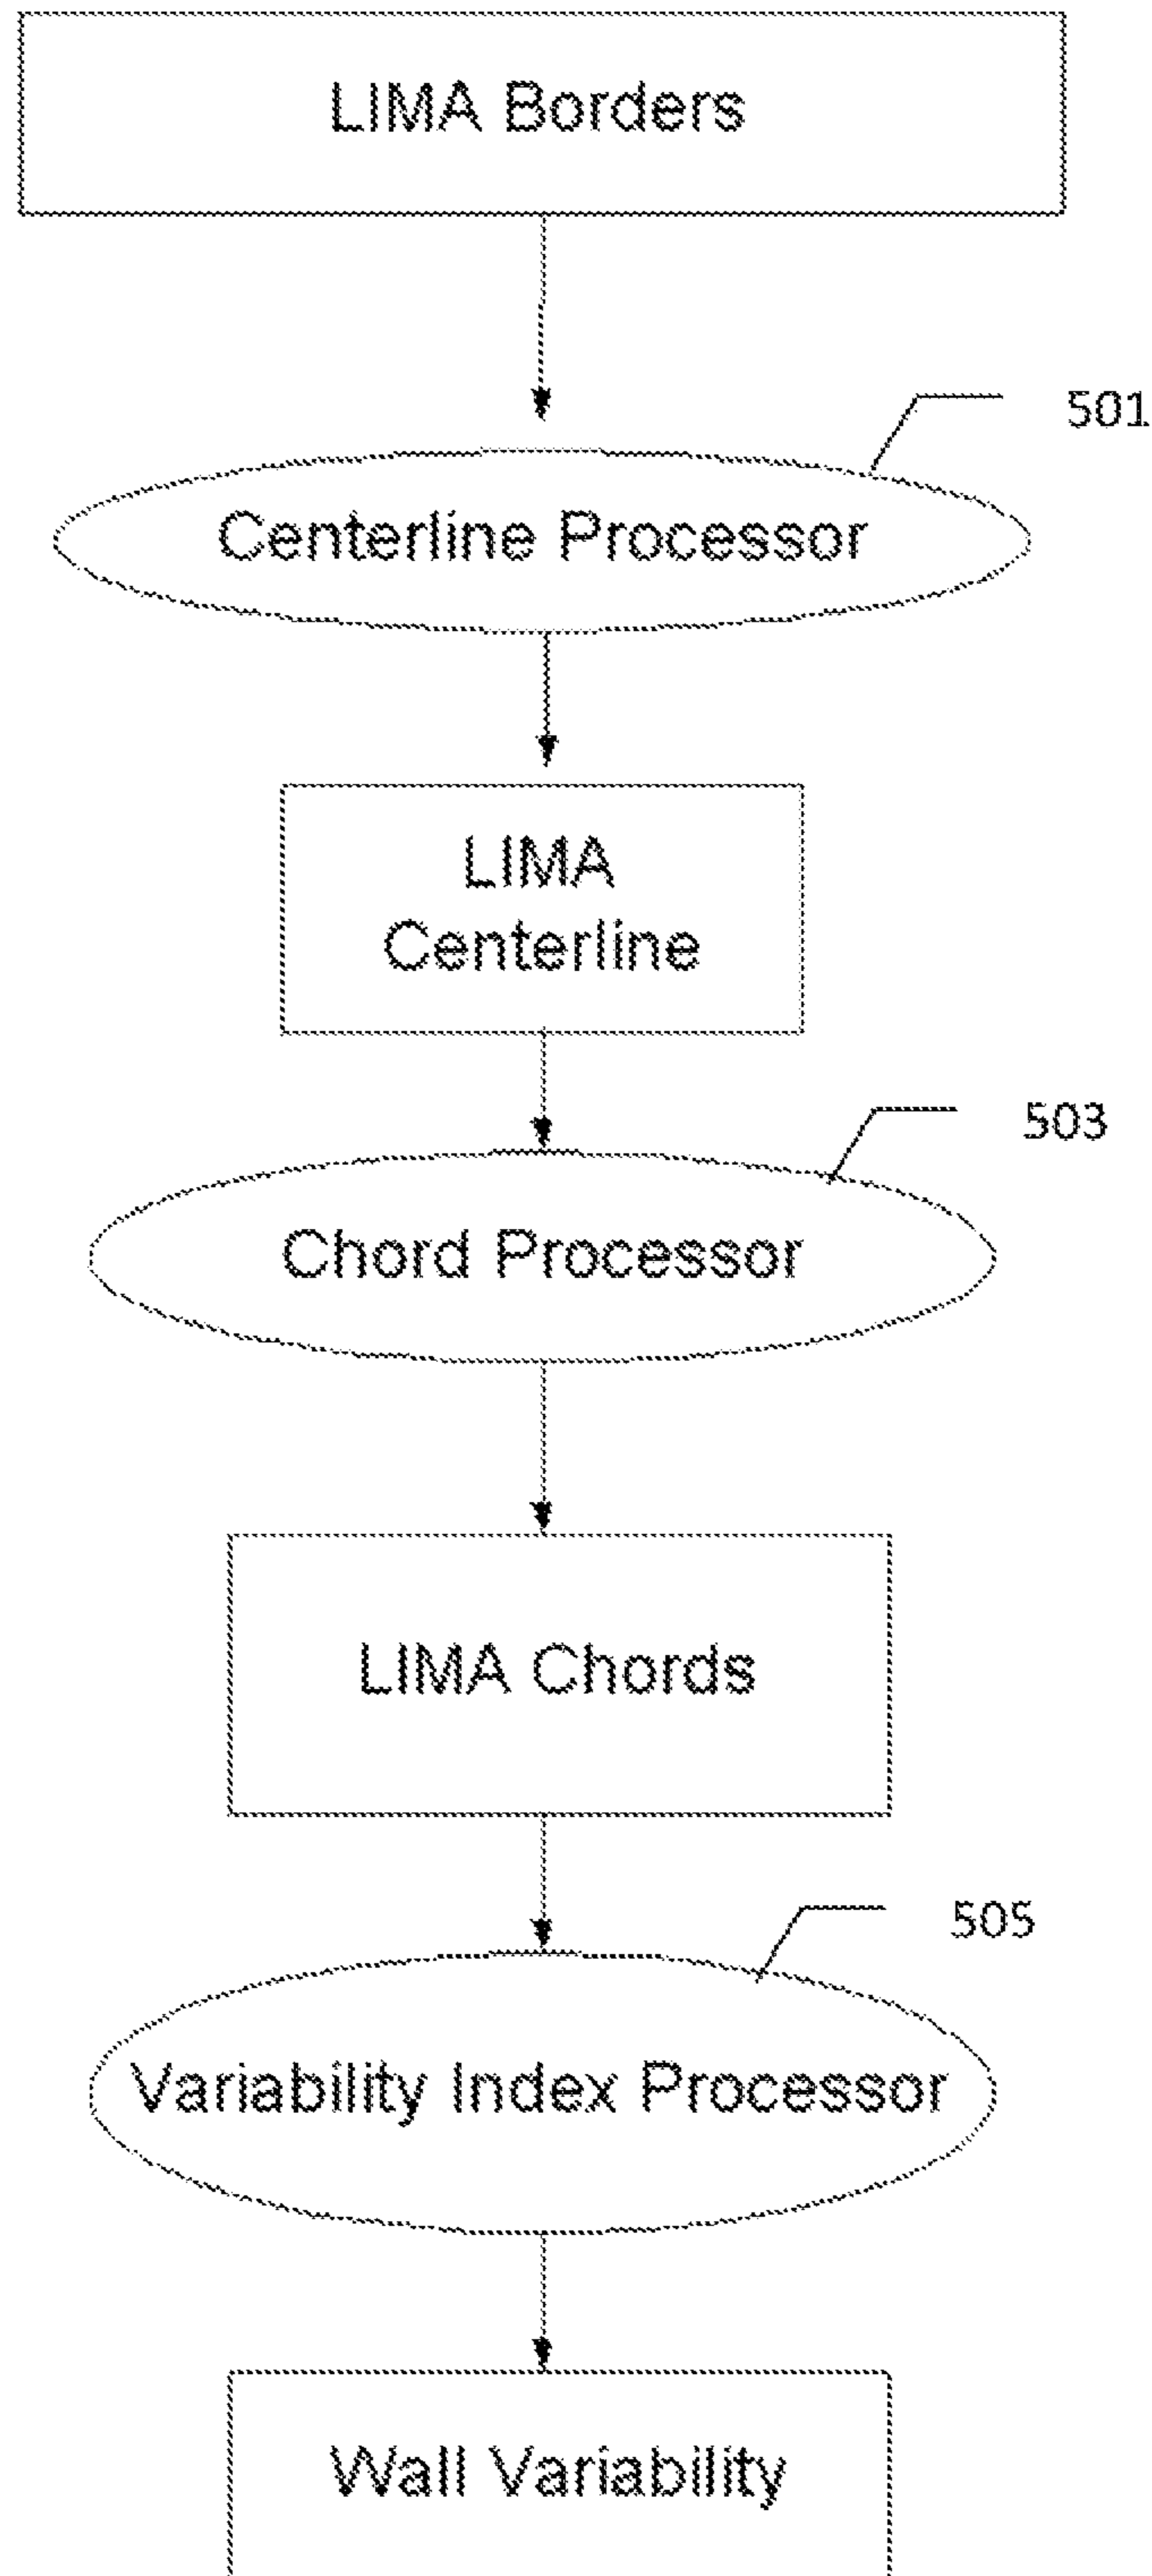 LIMA Borders
501
Centerline Processor
LIMA
Centerline
503
Chord Processor
LIMA Chords
505
Variability Index Processor
Wall Variability